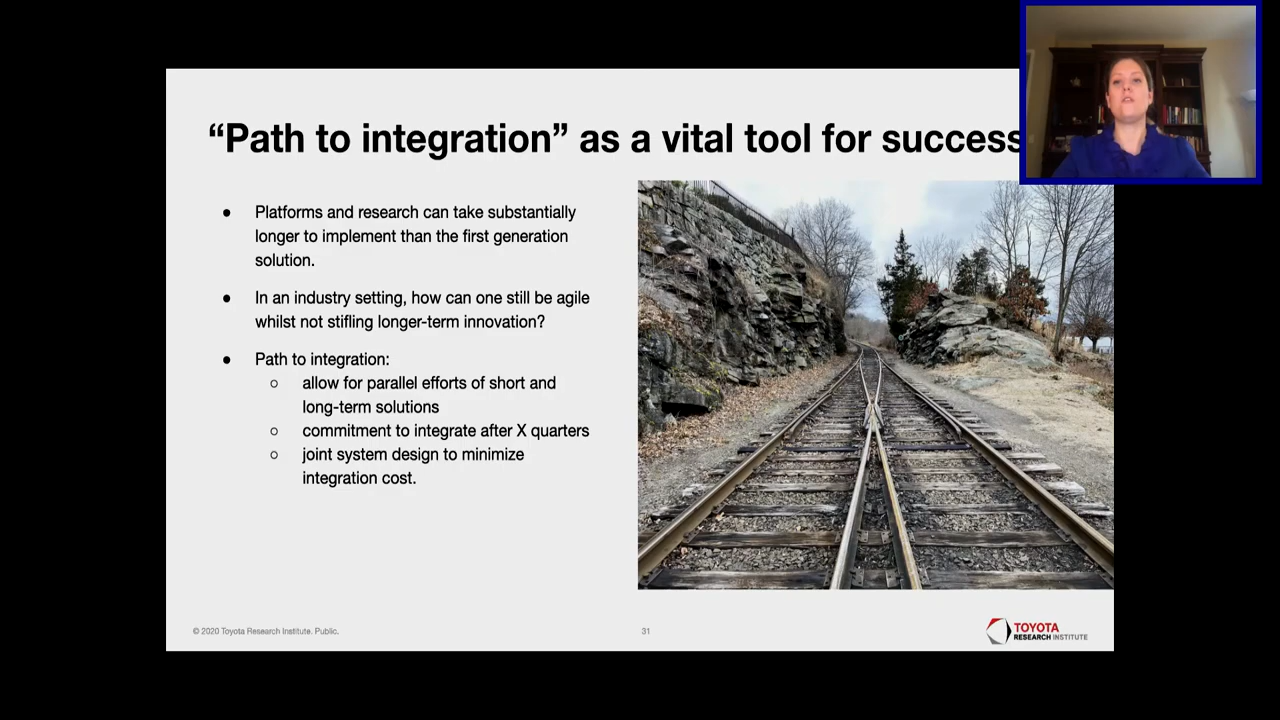 “Path to integration” as a vital tool for success
● Platforms and research can take substantially
longer to implement than the first generation
solution.
● In an industry setting, how can one still be agile
whilst not stifling longer-term innovation?
● Path to integration:
○ allow for parallel efforts of short and
long-term solutions
○ commitment to integrate after X quarters
○ joint system design to minimize
integration cost.
© 2020 Toyota Research Institute. Public.
31
TOYOTA
RESEARCH INSTITUTE